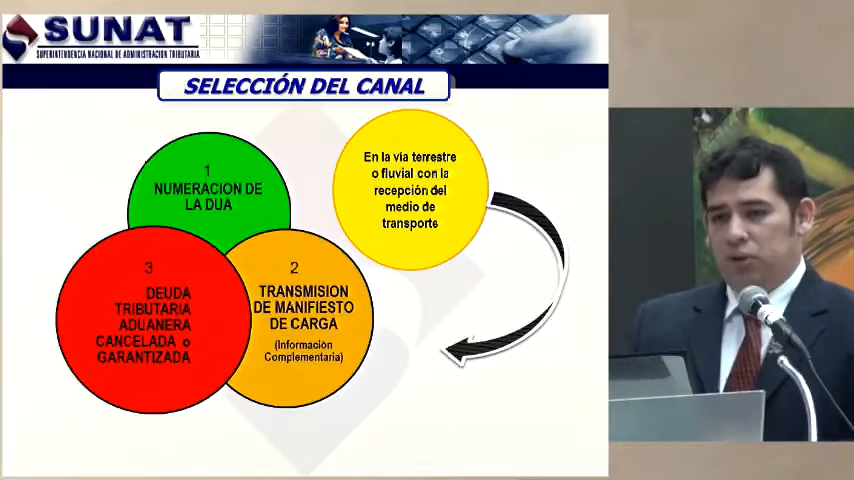 SUNAT
SUPERINTENDENCIA NACIONAL DE ADMINISTRACIÓN TRIBUTARIA
SELECCIÓN DEL CANAL
1
NUMERACION DE
LA DUA
En la vía terrestre
o fluvial con la
recepción del
medio de
transporte
3
DEUDA
TRIBUTARIA
ADUANERA
CANCELADA o
GARANTIZADA
2
TRANSMISION
DE MANIFIESTO
DE CARGA
(Información
Complementaria)